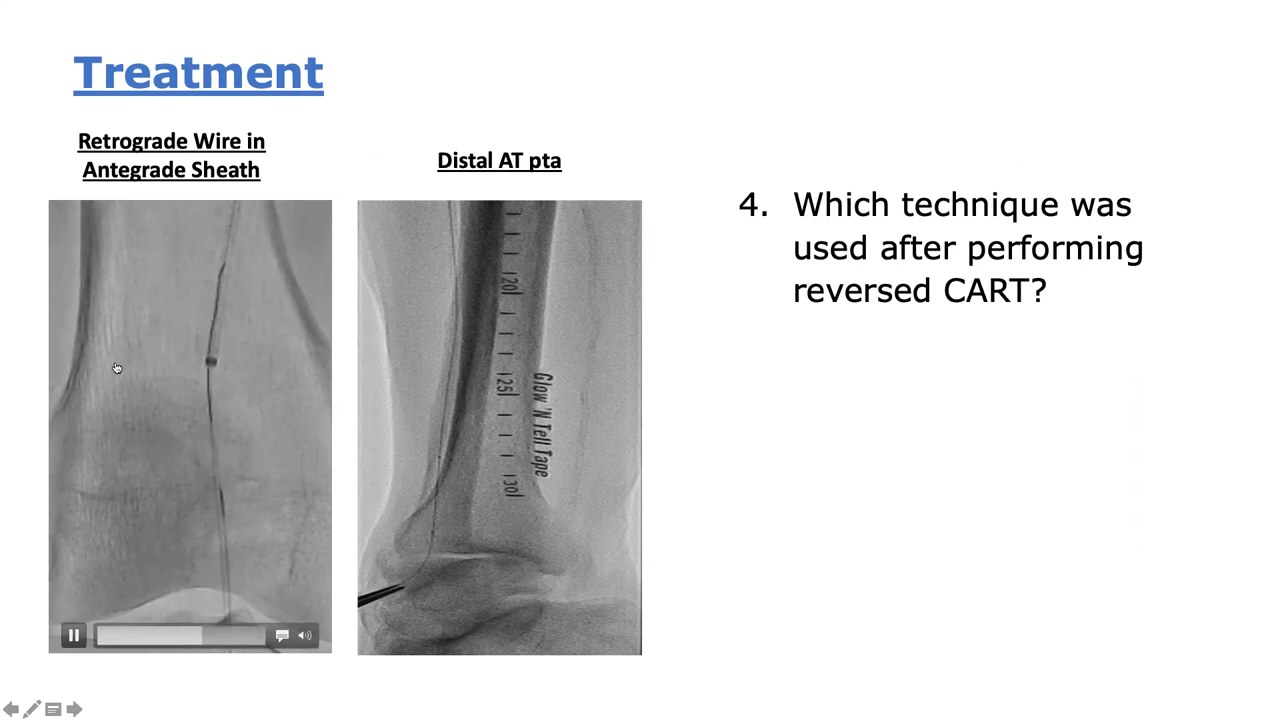 Treatment
Retrograde Wire in
Antegrade Sheath
Distal AT pta
4. Which technique was
used after performing
reversed CART?
20
25
30
Glow 'N Tell Tape